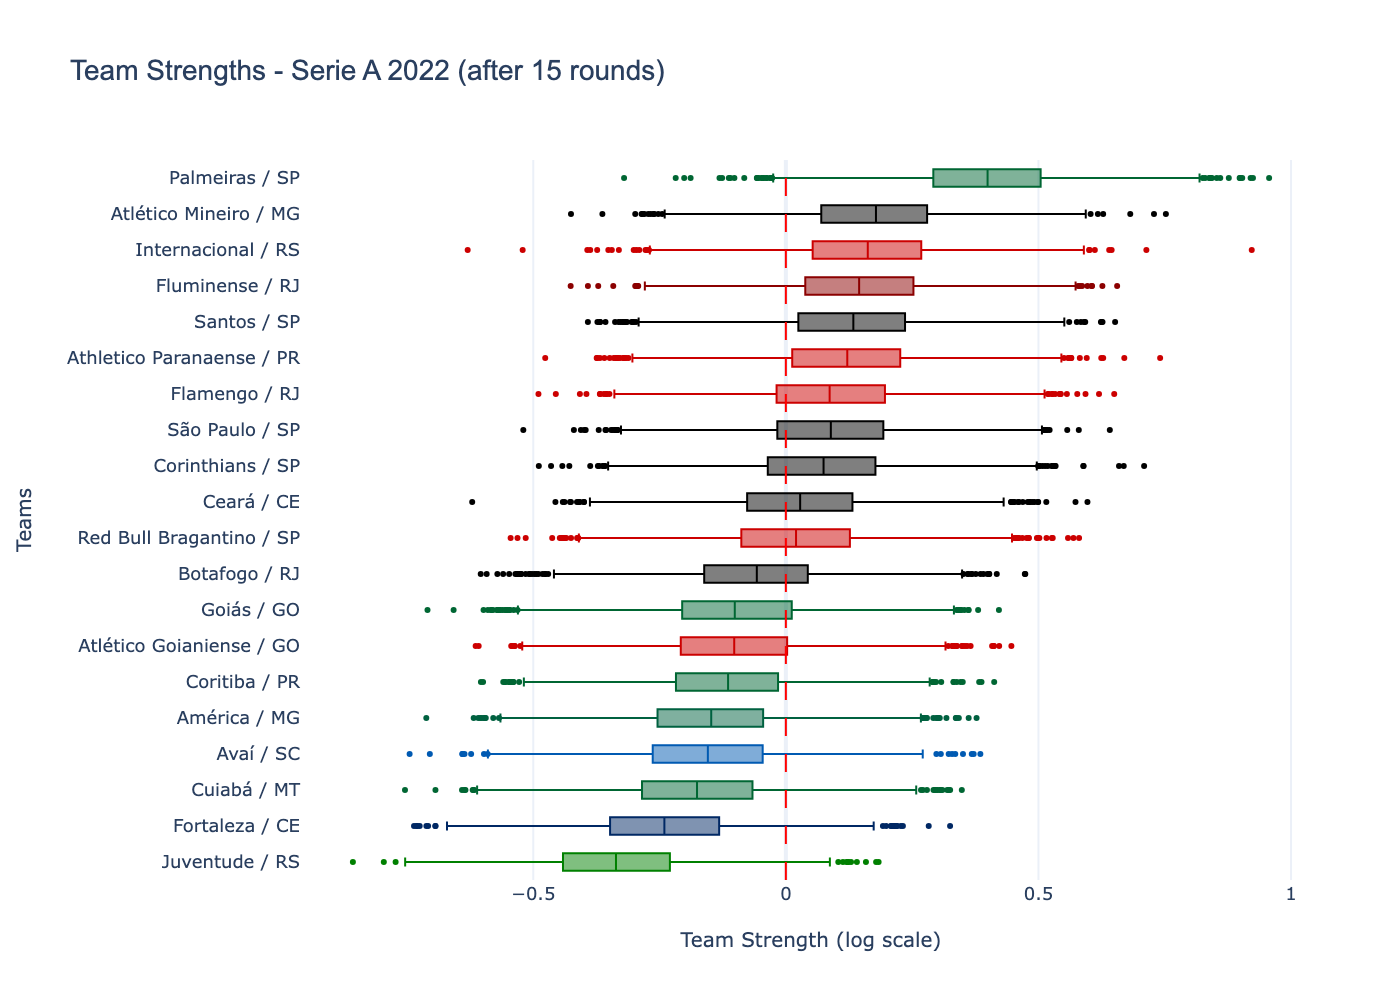 Team Strengths - Serie A 2022 (after 15 rounds)
Palmeiras / SP
Atlético Mineiro / MG
Internacional / RS
Fluminense / RJ
Santos / SP
Athletico Paranaense / PR
Flamengo / RJ
São Paulo / SP
Corinthians / SP
Ceará / CE
Red Bull Bragantino / SP
Botafogo / RJ
Goiás / GO
Atlético Goianiense / GO
Coritiba / PR
América / MG
Avaí / SC
Cuiabá / MT
Fortaleza / CE
Juventude / RS
Teams
−0.5 0 0.5 1
Team Strength (log scale)